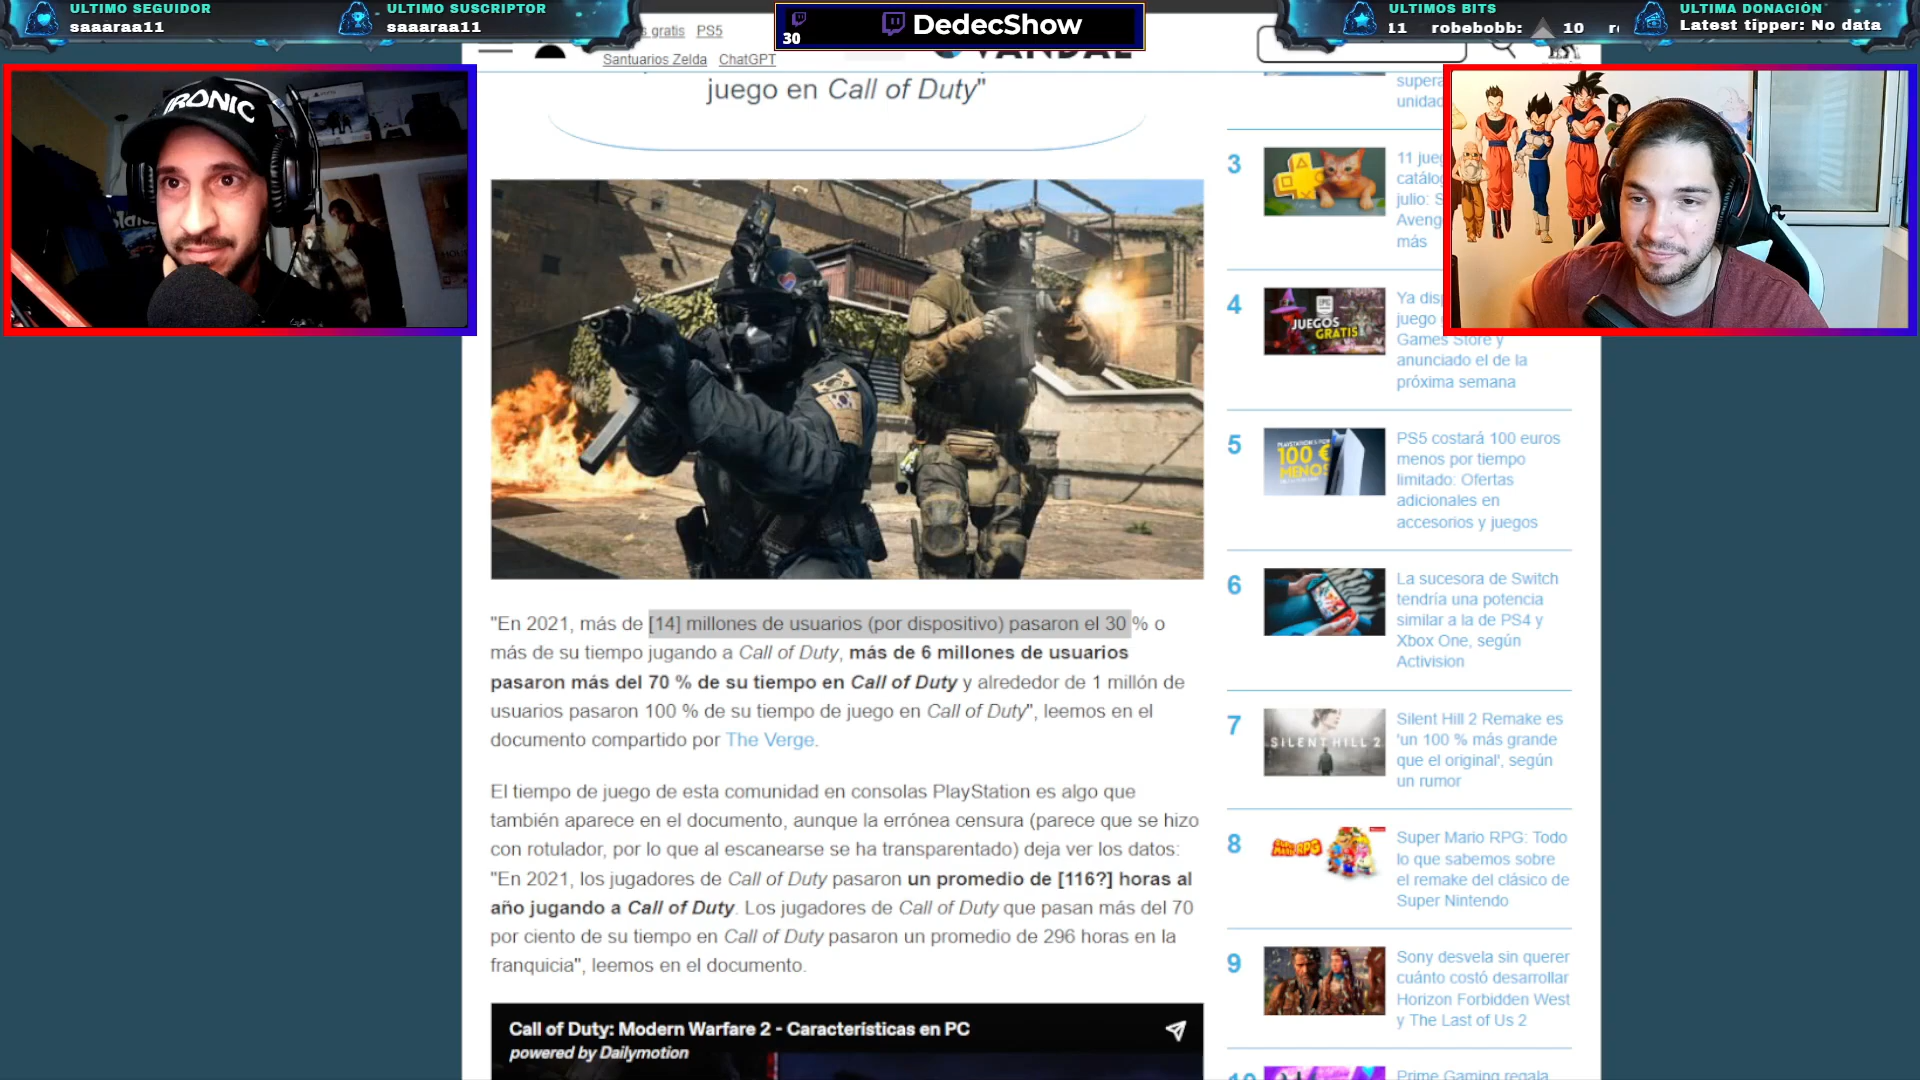 ULTIMO SEGUIDOR
saaaraa11
ULTIMO SUSCRIPTOR
saaaraa11
30
DedecShow
ULTIMOS BITS
11 robebobb: 10
ULTIMA DONACIÓN
Latest tipper: No data
gratis PS5
Santuarios Zelda ChatGPT
VANDAL
IRONIC
juego en Call of Duty"
"En 2021, más de [14] millones de usuarios (por dispositivo) pasaron el 30 % o
más de su tiempo jugando a Call of Duty, más de 6 millones de usuarios
pasaron más del 70 % de su tiempo en Call of Duty y alrededor de 1 millón de
usuarios pasaron 100 % de su tiempo de juego en Call of Duty", leemos en el
documento compartido por The Verge.
El tiempo de juego de esta comunidad en consolas PlayStation es algo que
también aparece en el documento, aunque la errónea censura (parece que se hizo
con rotulador, por lo que al escanearse se ha transparentado) deja ver los datos:
"En 2021, los jugadores de Call of Duty pasaron un promedio de [116?] horas al
año jugando a Call of Duty. Los jugadores de Call of Duty que pasan más del 70
por ciento de su tiempo en Call of Duty pasaron un promedio de 296 horas en la
franquicia", leemos en el documento.
Call of Duty: Modern Warfare 2 - Características en PC
powered by Dailymotion
supera
unidad
3
11 jueg
catálog
julio: S
Aveng
más
4
EPIC
JUEGOS
GRATIS
Ya disp
juego g
Games Store y
anunciado el de la
próxima semana
5
100 €
MENOS
PS5 costará 100 euros
menos por tiempo
limitado: Ofertas
adicionales en
accesorios y juegos
6
La sucesora de Switch
tendría una potencia
similar a la de PS4 y
Xbox One, según
Activision
7
SILENT HILL 2
Silent Hill 2 Remake es
'un 100 % más grande
que el original', según
un rumor
8
Super Mario RPG: Todo
lo que sabemos sobre
el remake del clásico de
Super Nintendo
9
Sony desvela sin querer
cuánto costó desarrollar
Horizon Forbidden West
y The Last of Us 2
10
Prime Gaming regala